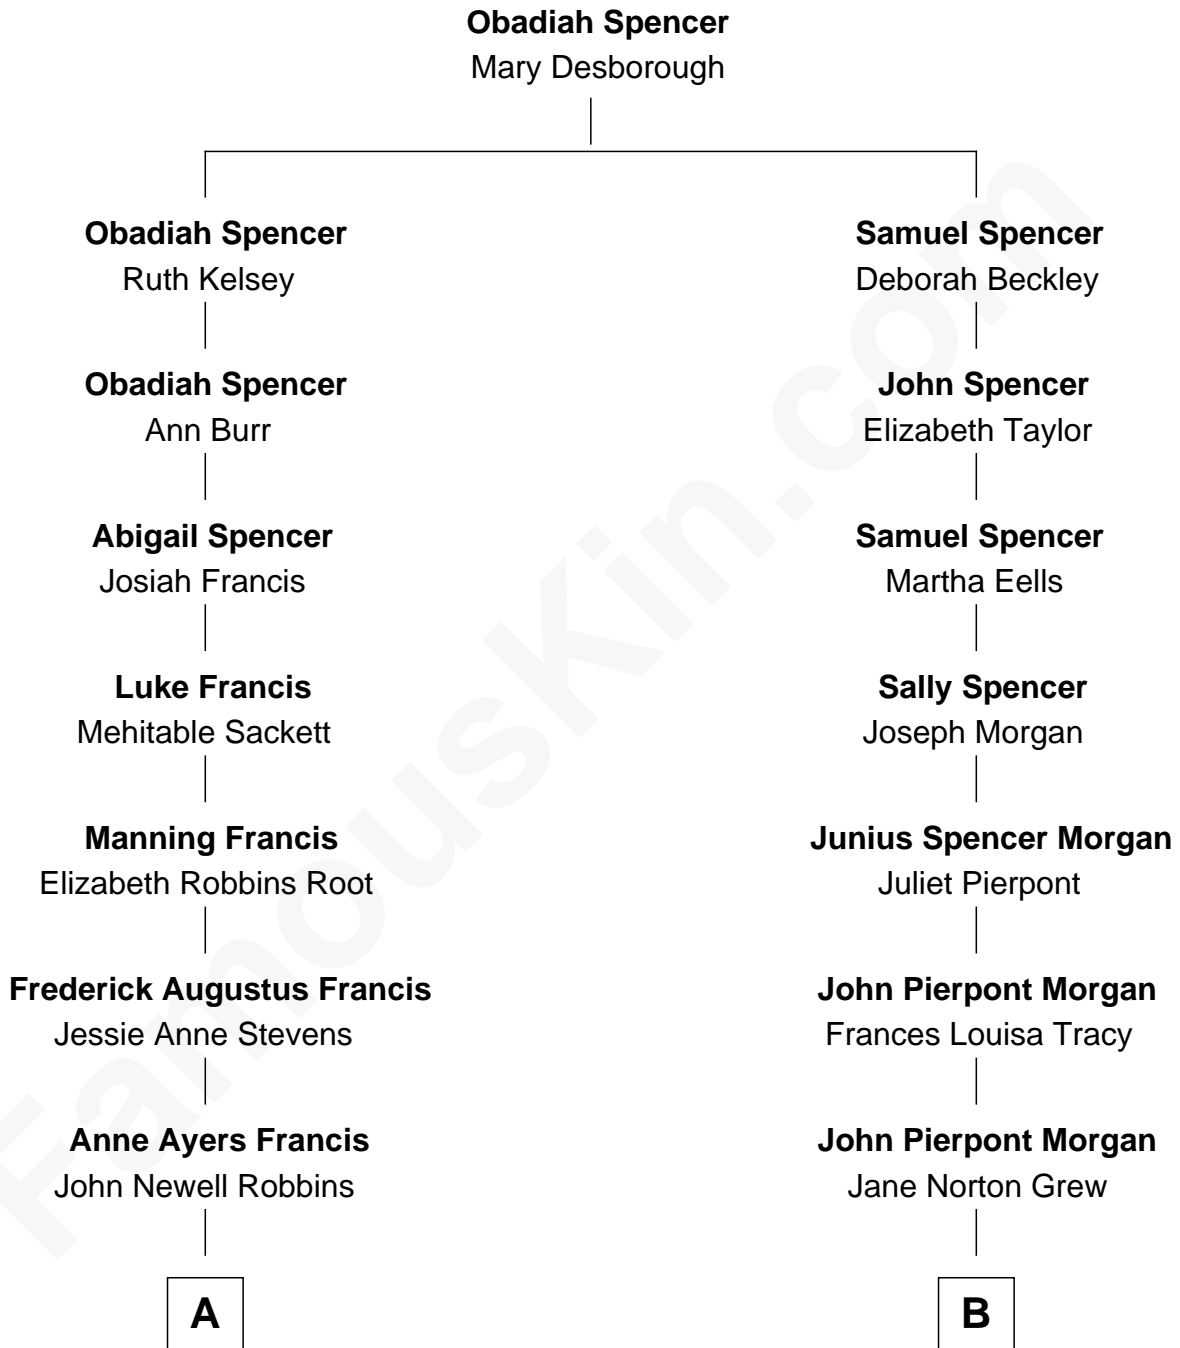 Obadiah Spencer
Mary Desborough
Obadiah Spencer
Ruth Kelsey
Samuel Spencer
Deborah Beckley
Obadiah Spencer
Ann Burr
John Spencer
Elizabeth Taylor
Abigail Spencer
Josiah Francis
Samuel Spencer
Martha Eells
Luke Francis
Mehitable Sackett
Sally Spencer
Joseph Morgan
Manning Francis
Elizabeth Robbins Root
Junius Spencer Morgan
Juliet Pierpont
Frederick Augustus Francis
Jessie Anne Stevens
John Pierpont Morgan
Frances Louisa Tracy
Anne Ayers Francis
John Newell Robbins
John Pierpont Morgan
Jane Norton Grew
A
B
FamousKin.com